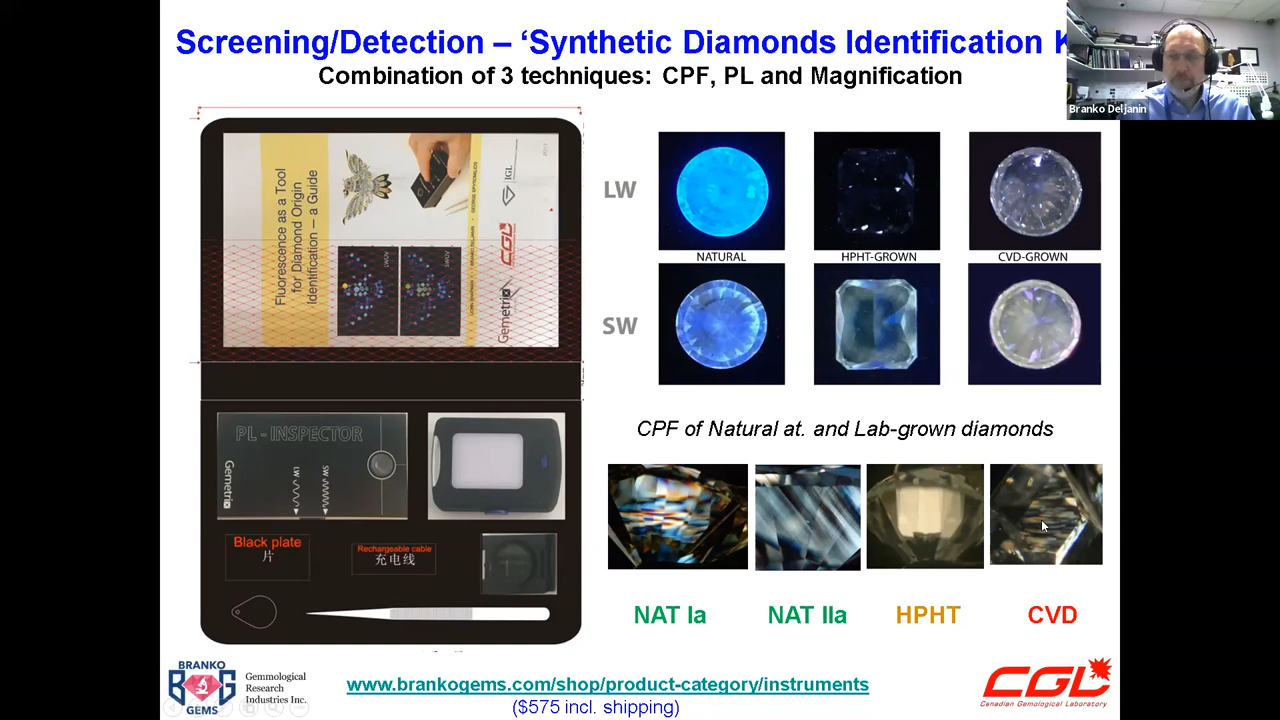 Screening/Detection – ‘Synthetic Diamonds Identification K
Combination of 3 techniques: CPF, PL and Magnification
Branko Deljanin
Fluorescence as a Tool
for Diamond Origin
Identification – a Guide
IGL
CGL
Gemetrix
LW
NATURAL
HPHT-GROWN
CVD-GROWN
SW
CPF of Natural at. and Lab-grown diamonds
PL - INSPECTOR
Gemetrix
LW
SW
Black plate
片
Rechargeable cable
充电线
NAT Ia
NAT IIa
HPHT
CVD
BRANKO
GEMS
Gemmological
Research
Industries Inc.
www.brankogems.com/shop/product-category/instruments
($575 incl. shipping)
CGL
Canadian Gemological Laboratory